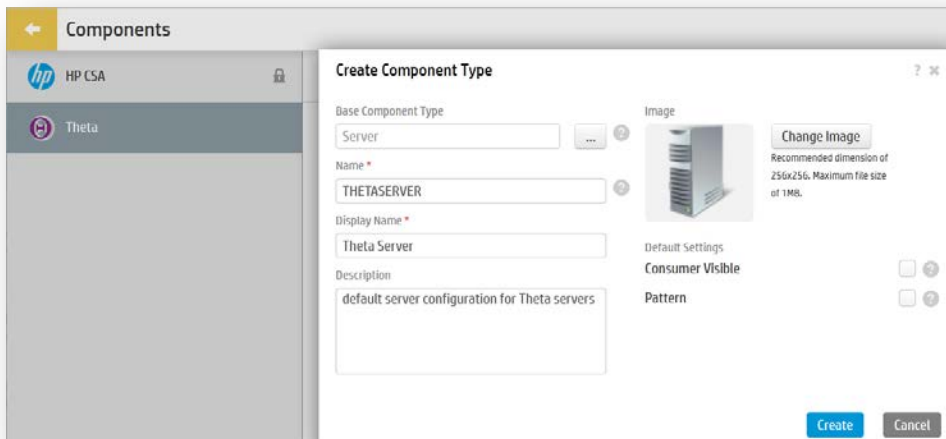 Components
hp HP CSA
Theta
Create Component Type
? ×
Base Component Type
Server
...
?
Name *
THETASERVER
?
Display Name *
Theta Server
Description
default server configuration for Theta servers
Image
Change Image
Recommended dimension of
256x256. Maximum file size
of 1MB.
Default Settings
Consumer Visible
?
Pattern
?
Create
Cancel